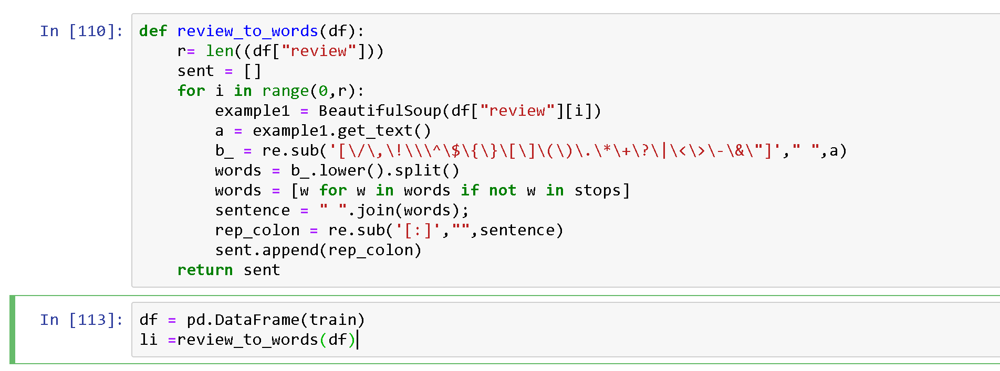 In [110]: def review_to_words(df):
    r= len((df["review"]))
    sent = []
    for i in range(0,r):
        example1 = BeautifulSoup(df["review"][i])
        a = example1.get_text()
        b_ = re.sub('[\/\,\!\\\^\$\{\}\[\]\(\)\.\*\+\?\|\<\>\-\&\"]'," ",a)
        words = b_.lower().split()
        words = [w for w in words if not w in stops]
        sentence = " ".join(words);
        rep_colon = re.sub('[:]',"",sentence)
        sent.append(rep_colon)
    return sent
In [113]: df = pd.DataFrame(train)
li =review_to_words(df)